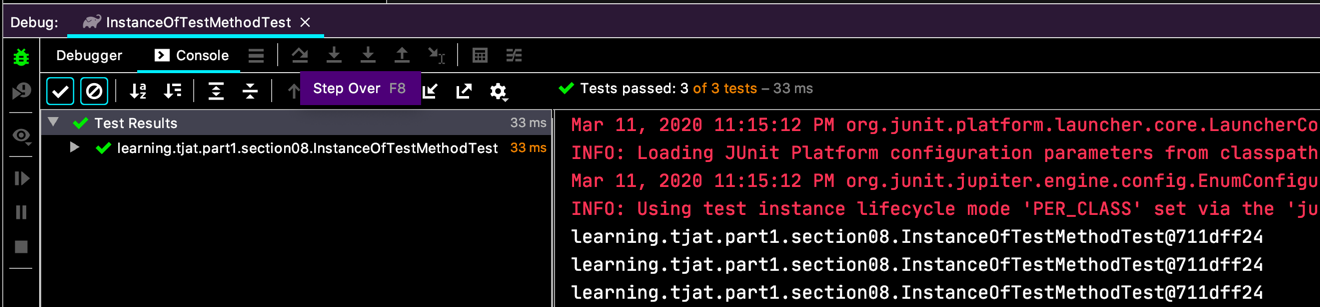 Debug: InstanceOfTestMethodTest
Debugger Console
Step Over F8
Tests passed: 3 of 3 tests – 33 ms
Test Results 33 ms
learning.tjat.part1.section08.InstanceOfTestMethodTest 33 ms
Mar 11, 2020 11:15:12 PM org.junit.platform.launcher.core.LauncherCo
INFO: Loading JUnit Platform configuration parameters from classpath
Mar 11, 2020 11:15:12 PM org.junit.jupiter.engine.config.EnumConfigu
INFO: Using test instance lifecycle mode 'PER_CLASS' set via the 'ju
learning.tjat.part1.section08.InstanceOfTestMethodTest@711dff24
learning.tjat.part1.section08.InstanceOfTestMethodTest@711dff24
learning.tjat.part1.section08.InstanceOfTestMethodTest@711dff24